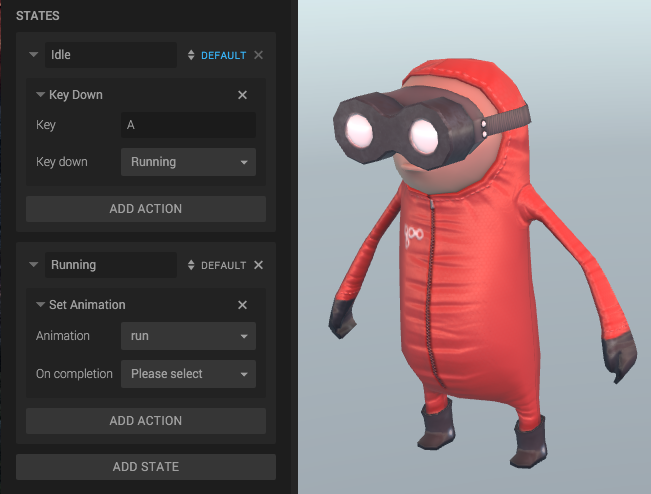 STATES
Idle DEFAULT
Key Down
Key A
Key down Running
ADD ACTION
Running DEFAULT
Set Animation
Animation run
On completion Please select
ADD ACTION
ADD STATE
goo